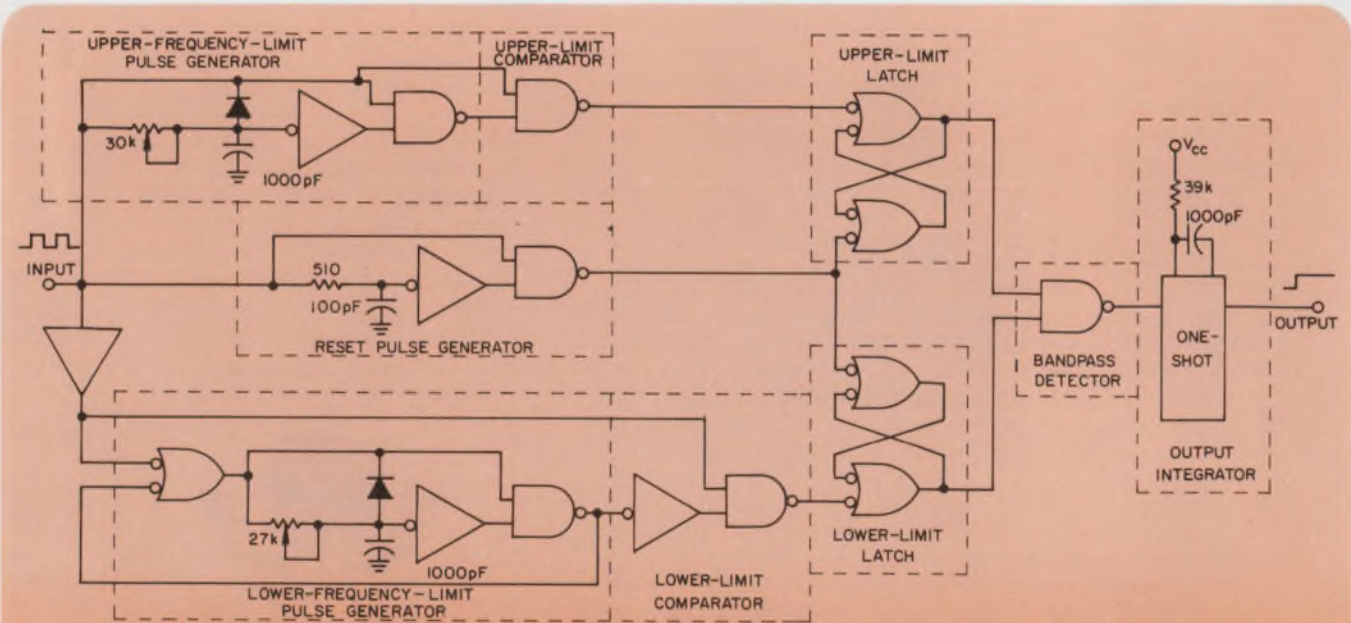 UPPER-FREQUENCY-LIMIT
PULSE GENERATOR
UPPER-LIMIT
COMPARATOR
30k
1000pF
UPPER-LIMIT
LATCH
VCC
39k
1000pF
INPUT
510
100pF
RESET PULSE GENERATOR
BANDPASS
DETECTOR
ONE-
SHOT
OUTPUT
OUTPUT
INTEGRATOR
27k
1000pF
LOWER-FREQUENCY-LIMIT
PULSE GENERATOR
LOWER-LIMIT
COMPARATOR
LOWER-LIMIT
LATCH